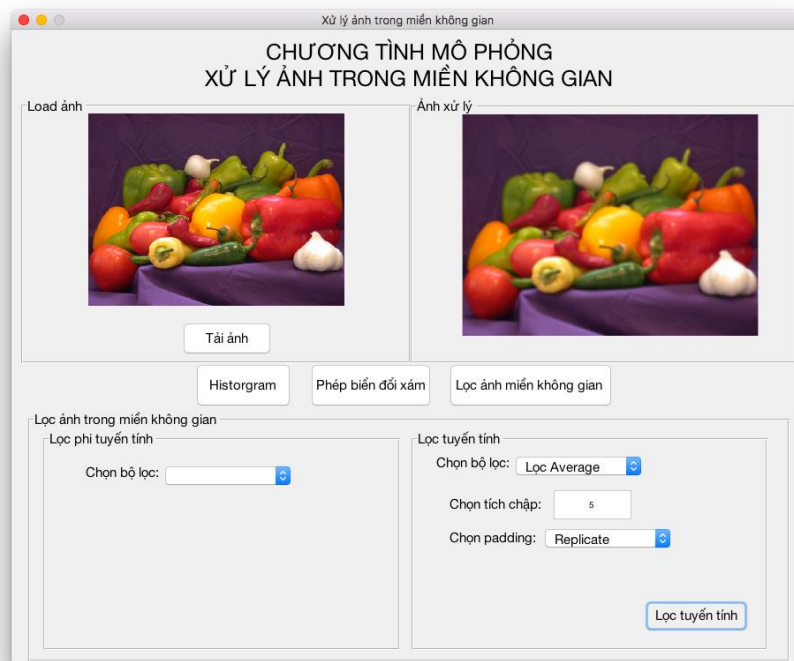 Xử lý ảnh trong miền không gian
CHƯƠNG TÌNH MÔ PHỎNG
XỬ LÝ ẢNH TRONG MIỀN KHÔNG GIAN
Load ảnh
Ảnh xử lý
Tải ảnh
Historgram
Phép biển đổi xám
Lọc ảnh miền không gian
Lọc ảnh trong miền không gian
Lọc phi tuyến tính
Chọn bộ lọc:
Lọc tuyến tính
Chọn bộ lọc: Lọc Average
Chọn tích chập: 5
Chọn padding: Replicate
Lọc tuyến tính